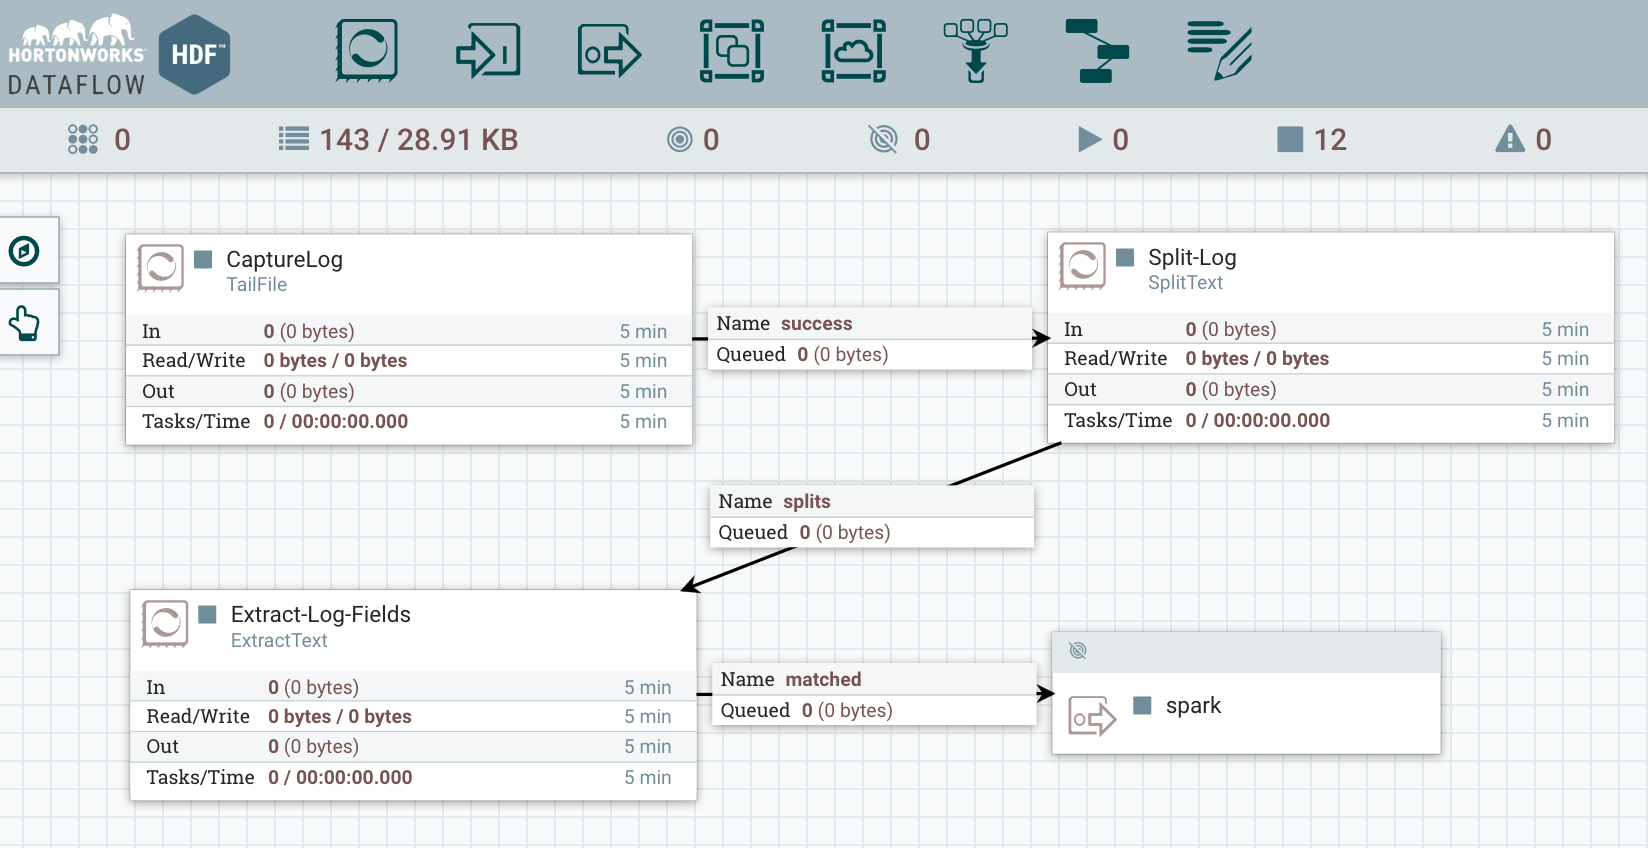 HORTONWORKS
DATAFLOW
HDF™
0
143 / 28.91 KB
0
0
0
12
0
CaptureLog
TailFile
In 0 (0 bytes) 5 min
Read/Write 0 bytes / 0 bytes 5 min
Out 0 (0 bytes) 5 min
Tasks/Time 0 / 00:00:00.000 5 min
Name success
Queued 0 (0 bytes)
Split-Log
SplitText
In 0 (0 bytes) 5 min
Read/Write 0 bytes / 0 bytes 5 min
Out 0 (0 bytes) 5 min
Tasks/Time 0 / 00:00:00.000 5 min
Name splits
Queued 0 (0 bytes)
Extract-Log-Fields
ExtractText
In 0 (0 bytes) 5 min
Read/Write 0 bytes / 0 bytes 5 min
Out 0 (0 bytes) 5 min
Tasks/Time 0 / 00:00:00.000 5 min
Name matched
Queued 0 (0 bytes)
spark